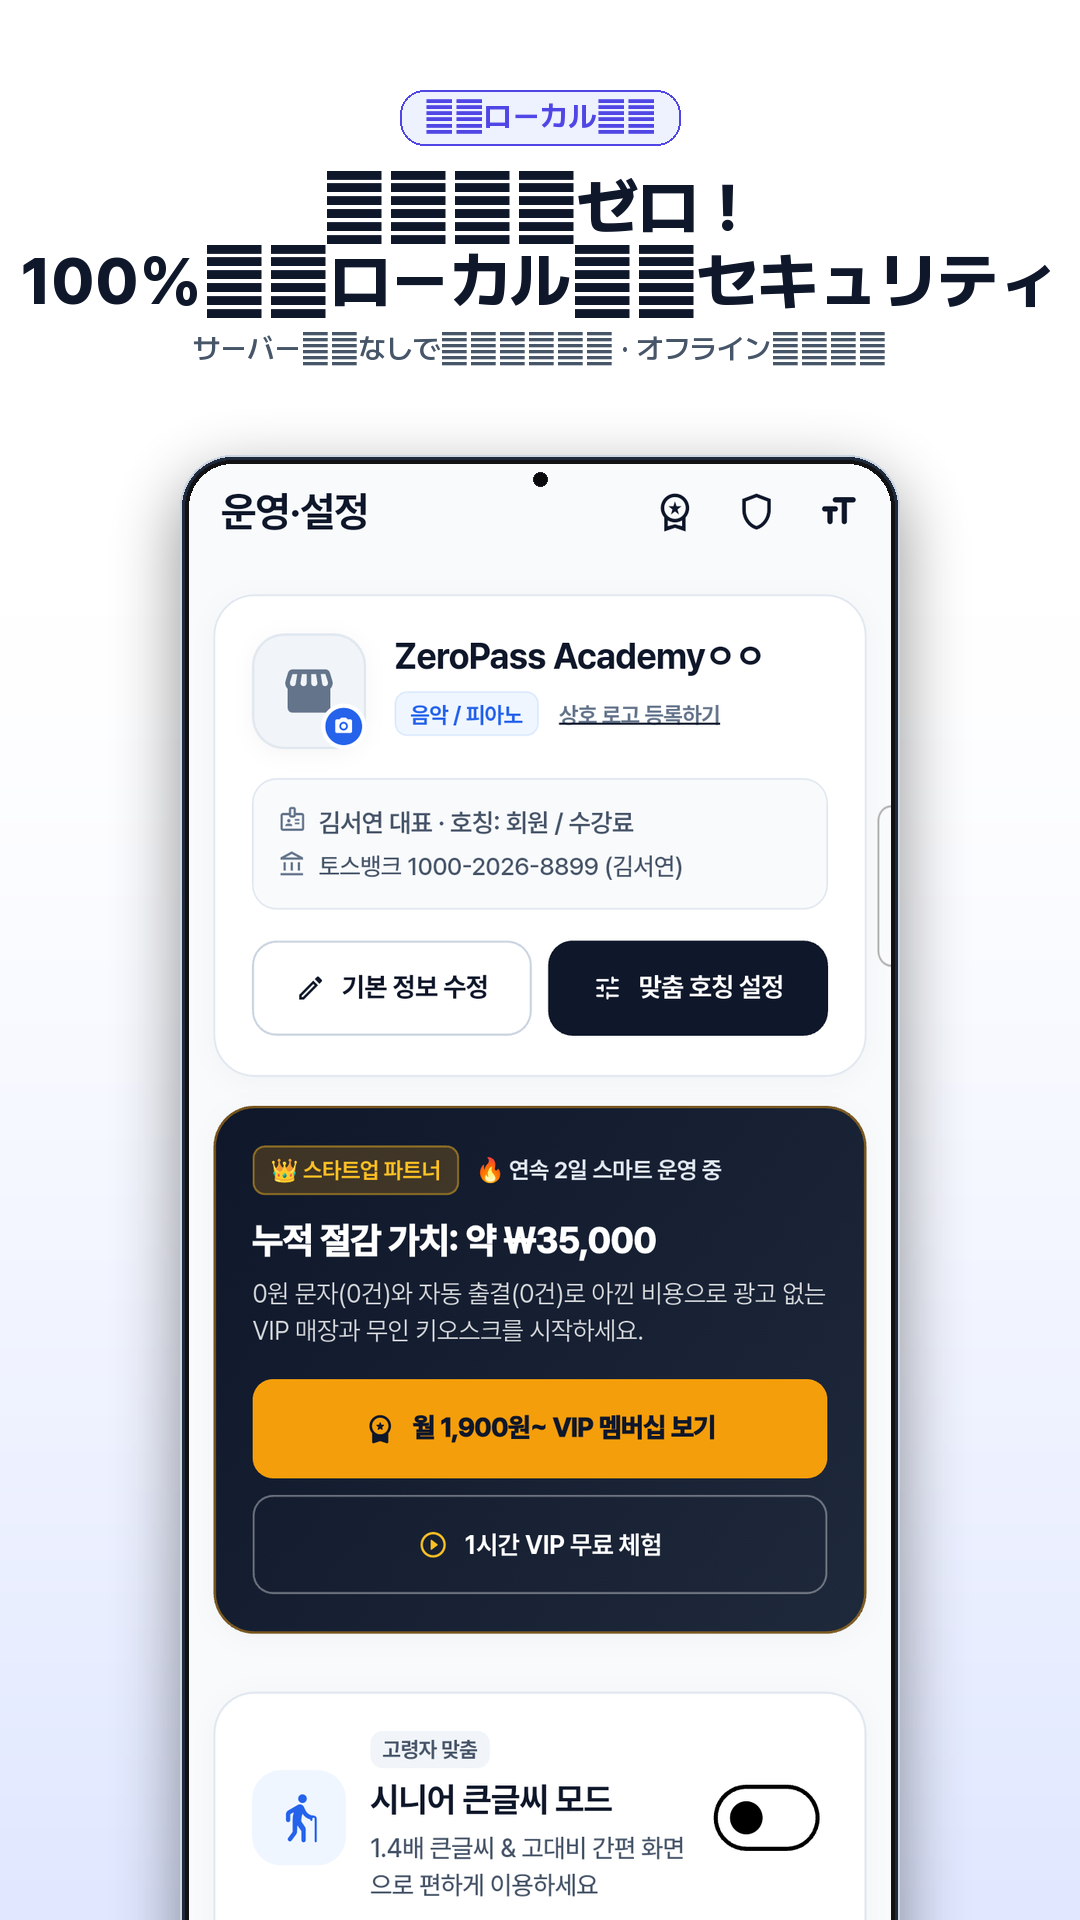 ローカル
ゼロ！
100% ローカル セキュリティ
サーバー なしで · オフライン
운영·설정
ZeroPass Academyㅇㅇ
음악 / 피아노
상호 로고 등록하기
김서연 대표 · 호칭: 회원 / 수강료
토스뱅크 1000-2026-8899 (김서연)
기본 정보 수정
맞춤 호칭 설정
👑 스타트업 파트너
🔥 연속 2일 스마트 운영 중
누적 절감 가치: 약 ₩35,000
0원 문자(0건)와 자동 출결(0건)로 아낀 비용으로 광고 없는
VIP 매장과 무인 키오스크를 시작하세요.
월 1,900원~ VIP 멤버십 보기
1시간 VIP 무료 체험
고령자 맞춤
시니어 큰글씨 모드
1.4배 큰글씨 & 고대비 간편 화면
으로 편하게 이용하세요